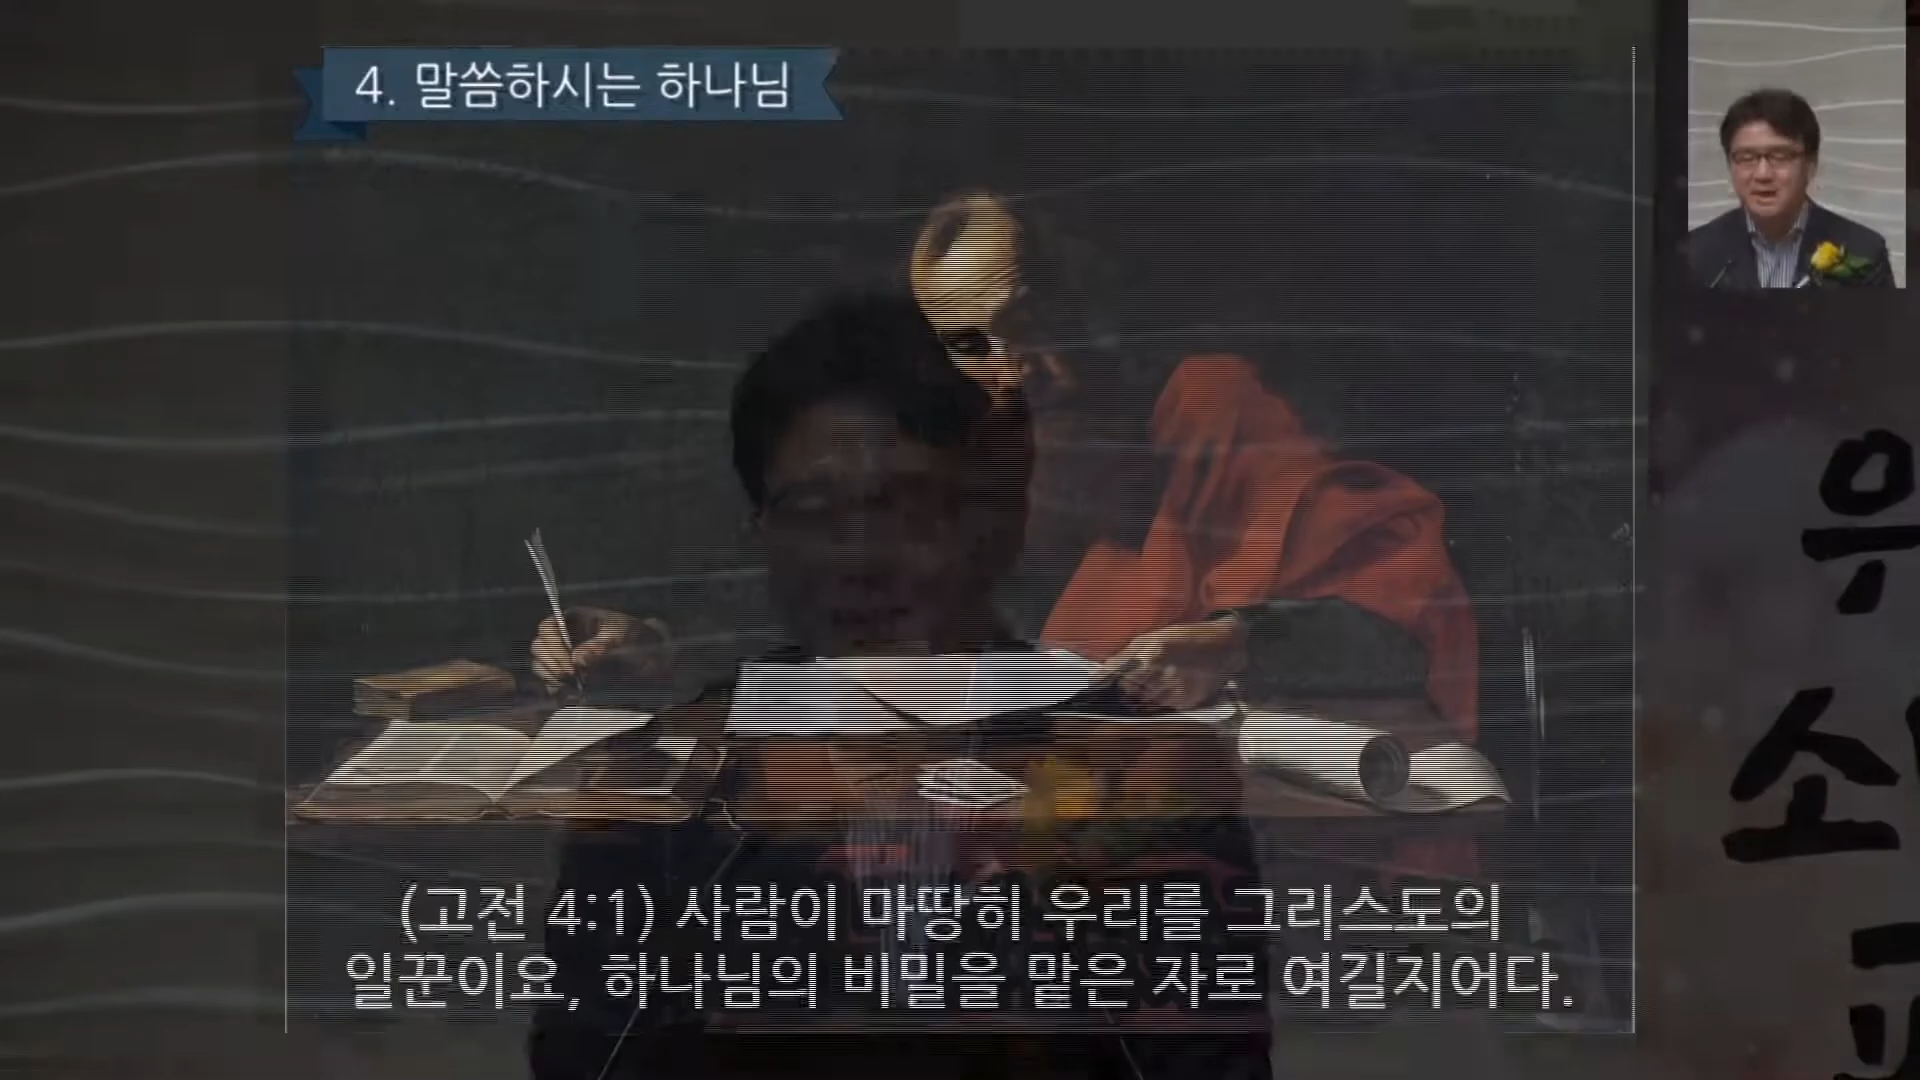 4. 말씀하시는 하나님
(고전 4:1) 사람이 마땅히 우리를 그리스도의
일꾼이요, 하나님의 비밀을 맡은 자로 여길지어다.